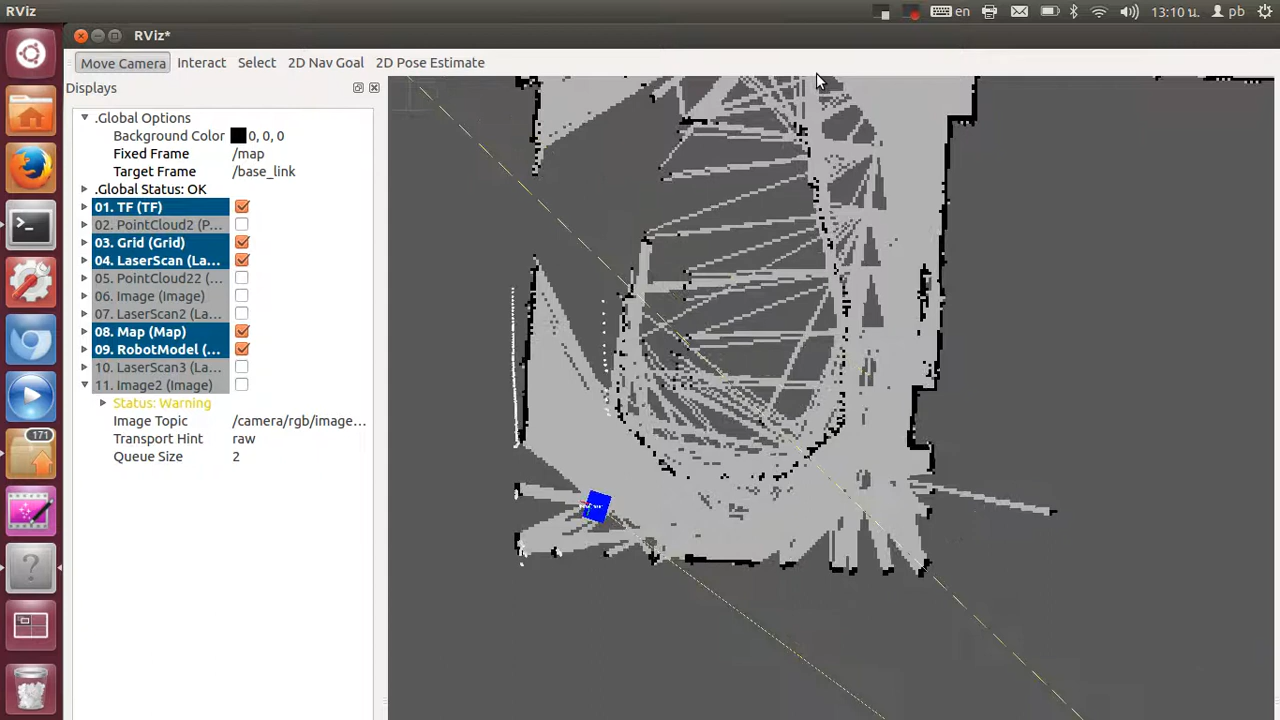 RViz
en
13:10 u.
pb
RViz*
Move Camera
Interact
Select
2D Nav Goal
2D Pose Estimate
Displays
.Global Options
Background Color 0, 0, 0
Fixed Frame /map
Target Frame /base_link
.Global Status: OK
01. TF (TF)
02. PointCloud2 (P...
03. Grid (Grid)
04. LaserScan (La...
05. PointCloud22 (...
06. Image (Image)
07. LaserScan2 (La...
08. Map (Map)
09. RobotModel (...
10. LaserScan3 (La...
11. Image2 (Image)
Status: Warning
Image Topic /camera/rgb/image...
Transport Hint raw
Queue Size 2
171